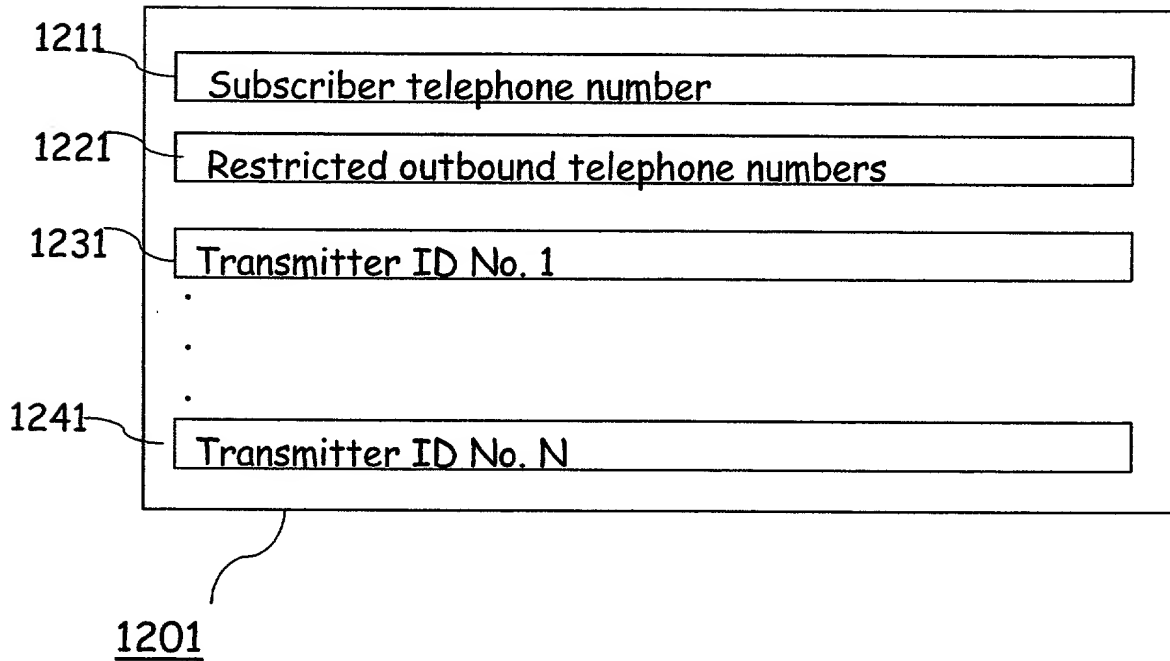 1211
Subscriber telephone number
1221
Restricted outbound telephone numbers
1231
Transmitter ID No. 1
.
.
.
1241
Transmitter ID No. N
1201